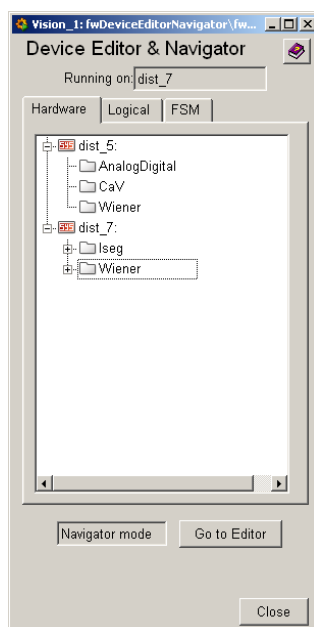 Vision_1: fwDeviceEditorNavigator\fw...
Device Editor & Navigator
Running on: dist_7
Hardware Logical FSM
dist_5:
AnalogDigital
CaV
Wiener
dist_7:
Iseg
Wiener
Navigator mode Go to Editor
Close